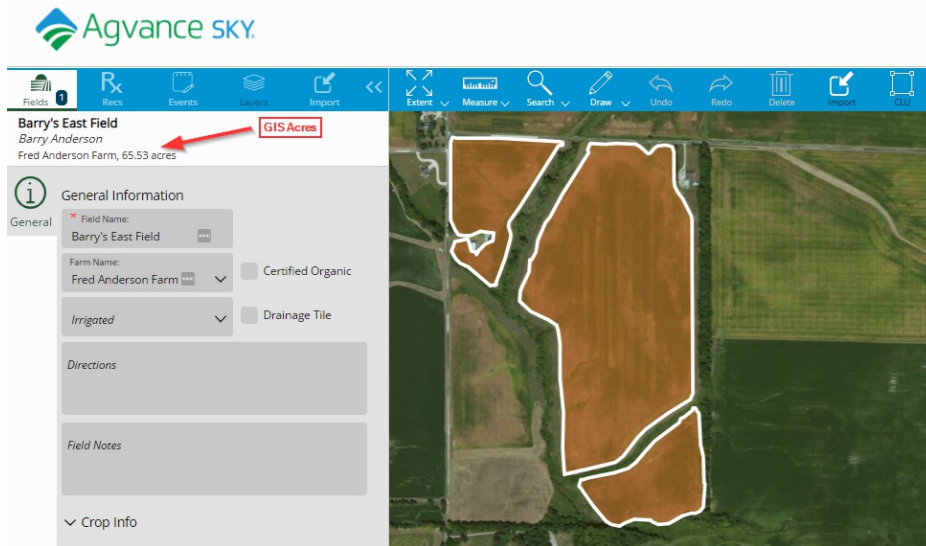 Agvance SKY.
Fields 1 Recs Events Layers Import << Extent Measure Search Draw Undo Redo Delete Import CLU
Rx
Barry's East Field
Barry Anderson
GIS Acres
Fred Anderson Farm, 65.53 acres
General
General Information
* Field Name:
Barry's East Field
Farm Name:
Fred Anderson Farm
Certified Organic
Irrigated
Drainage Tile
Directions
Field Notes
Crop Info